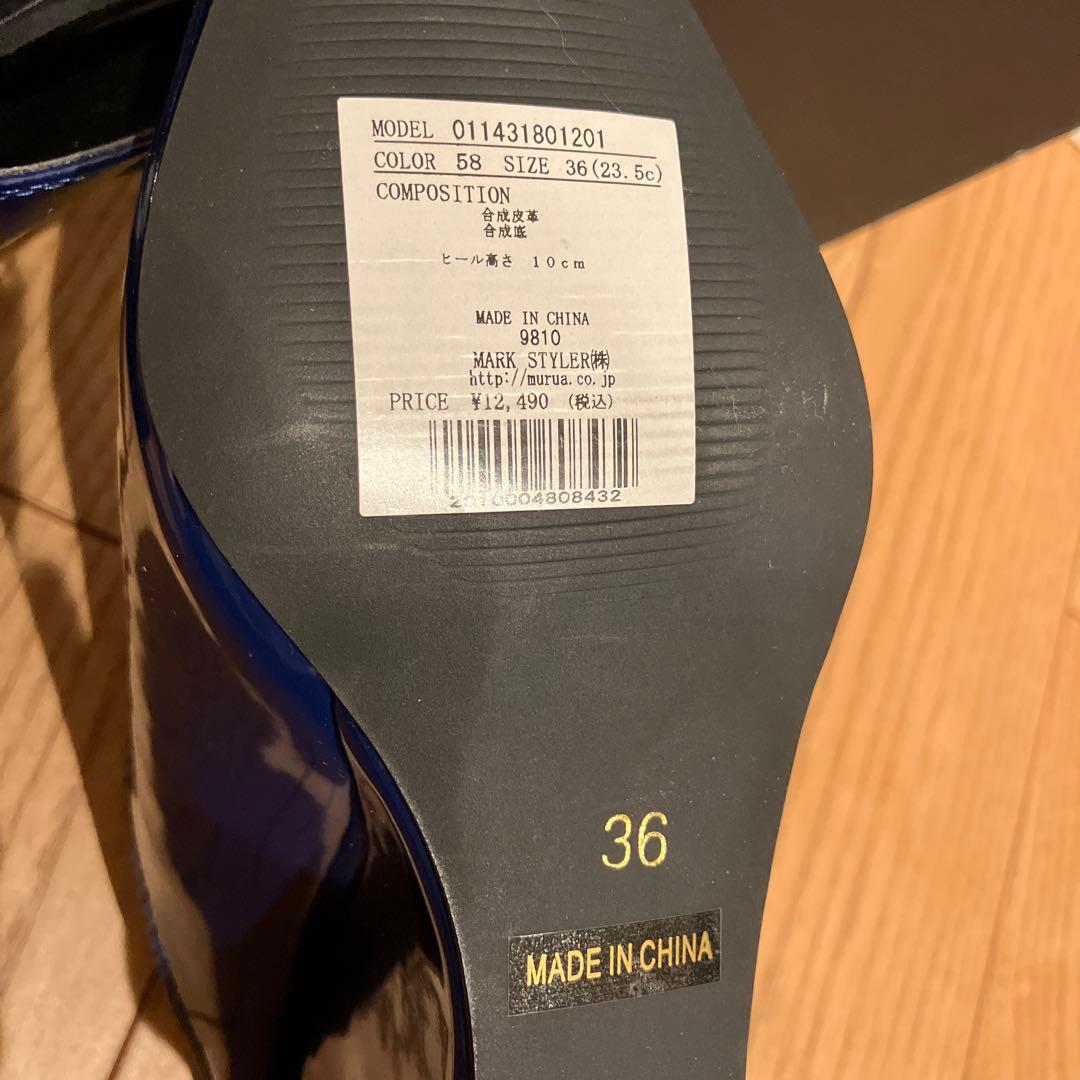 MODEL 011431801201
COLOR 58 SIZE 36(23.5c)
COMPOSITION
合成皮革
合成底
ヒール高さ 10cm
MADE IN CHINA
9810
MARK STYLER㈱
http://murua.co.jp
PRICE ¥12,490 (税込)
2010004808432
36
MADE IN CHINA